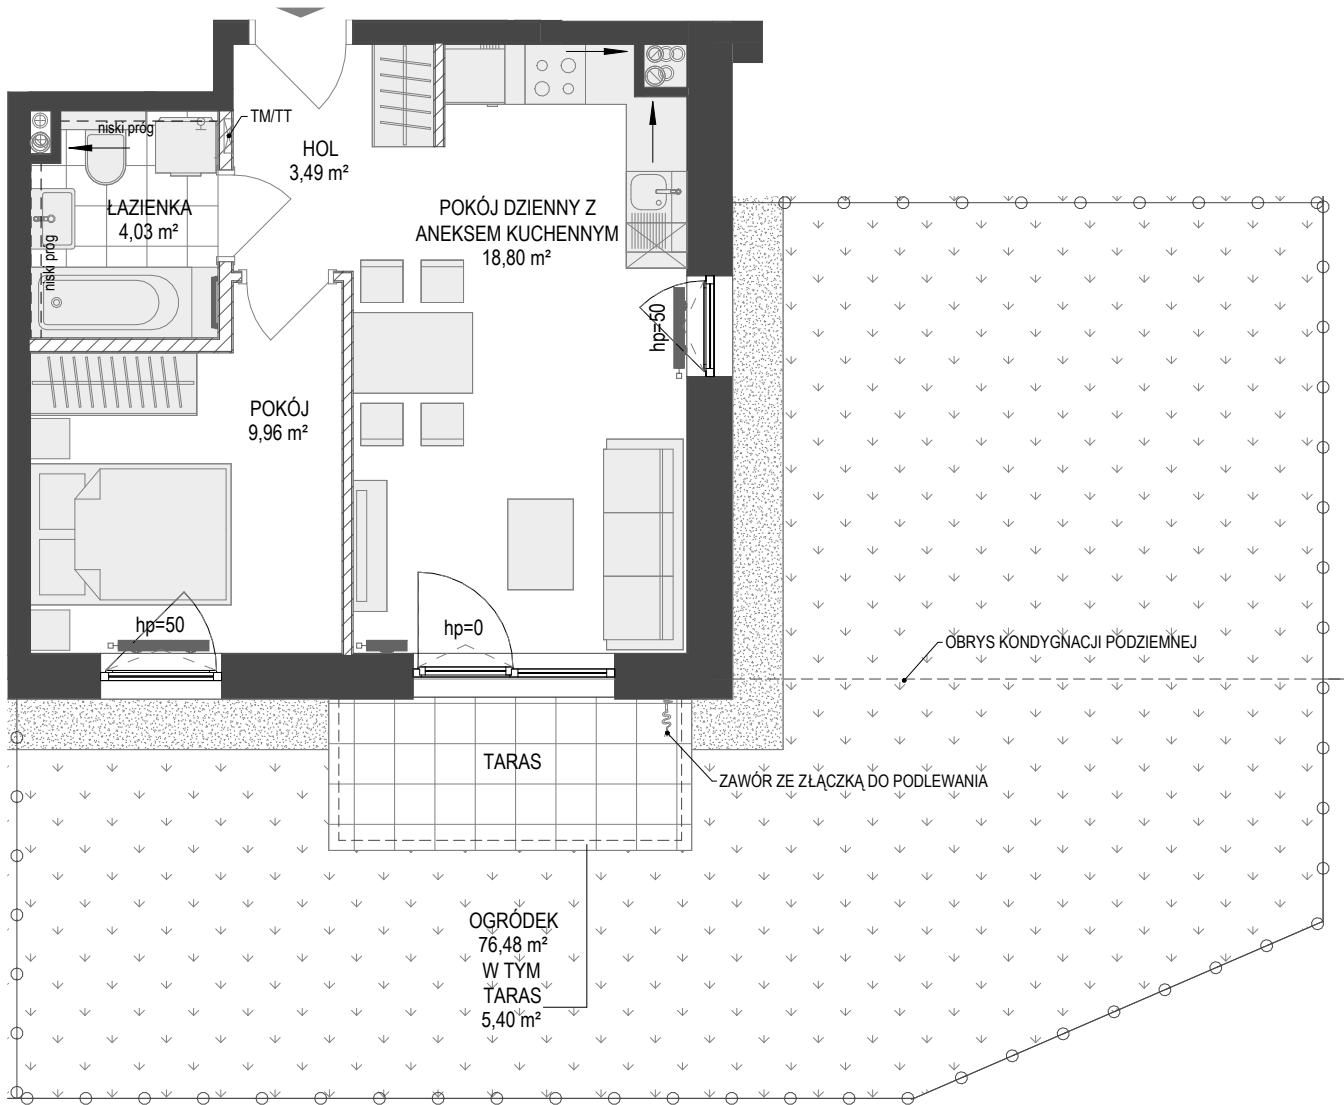 TM/TT
niski próg
HOL
3,49 m²
ŁAZIENKA
4,03 m²
niski próg
POKÓJ DZIENNY Z
ANEKSEM KUCHENNYM
18,80 m²
hp=50
POKÓJ
9,96 m²
hp=50
hp=0
OBRYS KONDYGNACJI PODZIEMNEJ
TARAS
ZAWÓR ZE ZŁĄCZKĄ DO PODLEWANIA
OGRÓDEK
76,48 m²
W TYM
TARAS
5,40 m²